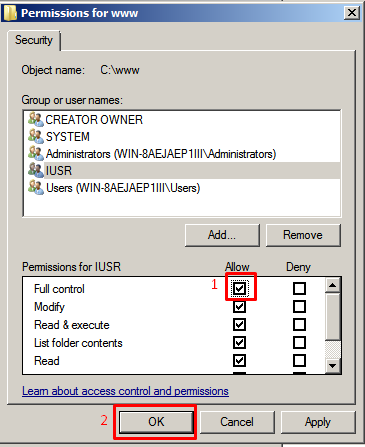 Permissions for www
Security
Object name: C:\www
Group or user names:
CREATOR OWNER
SYSTEM
Administrators (WIN-8AEJAEP1III\Administrators)
IUSR
Users (WIN-8AEJAEP1III\Users)
Add... Remove
Permissions for IUSR Allow Deny
1
Full control
Modify
Read & execute
List folder contents
Read
Learn about access control and permissions
2 OK Cancel Apply